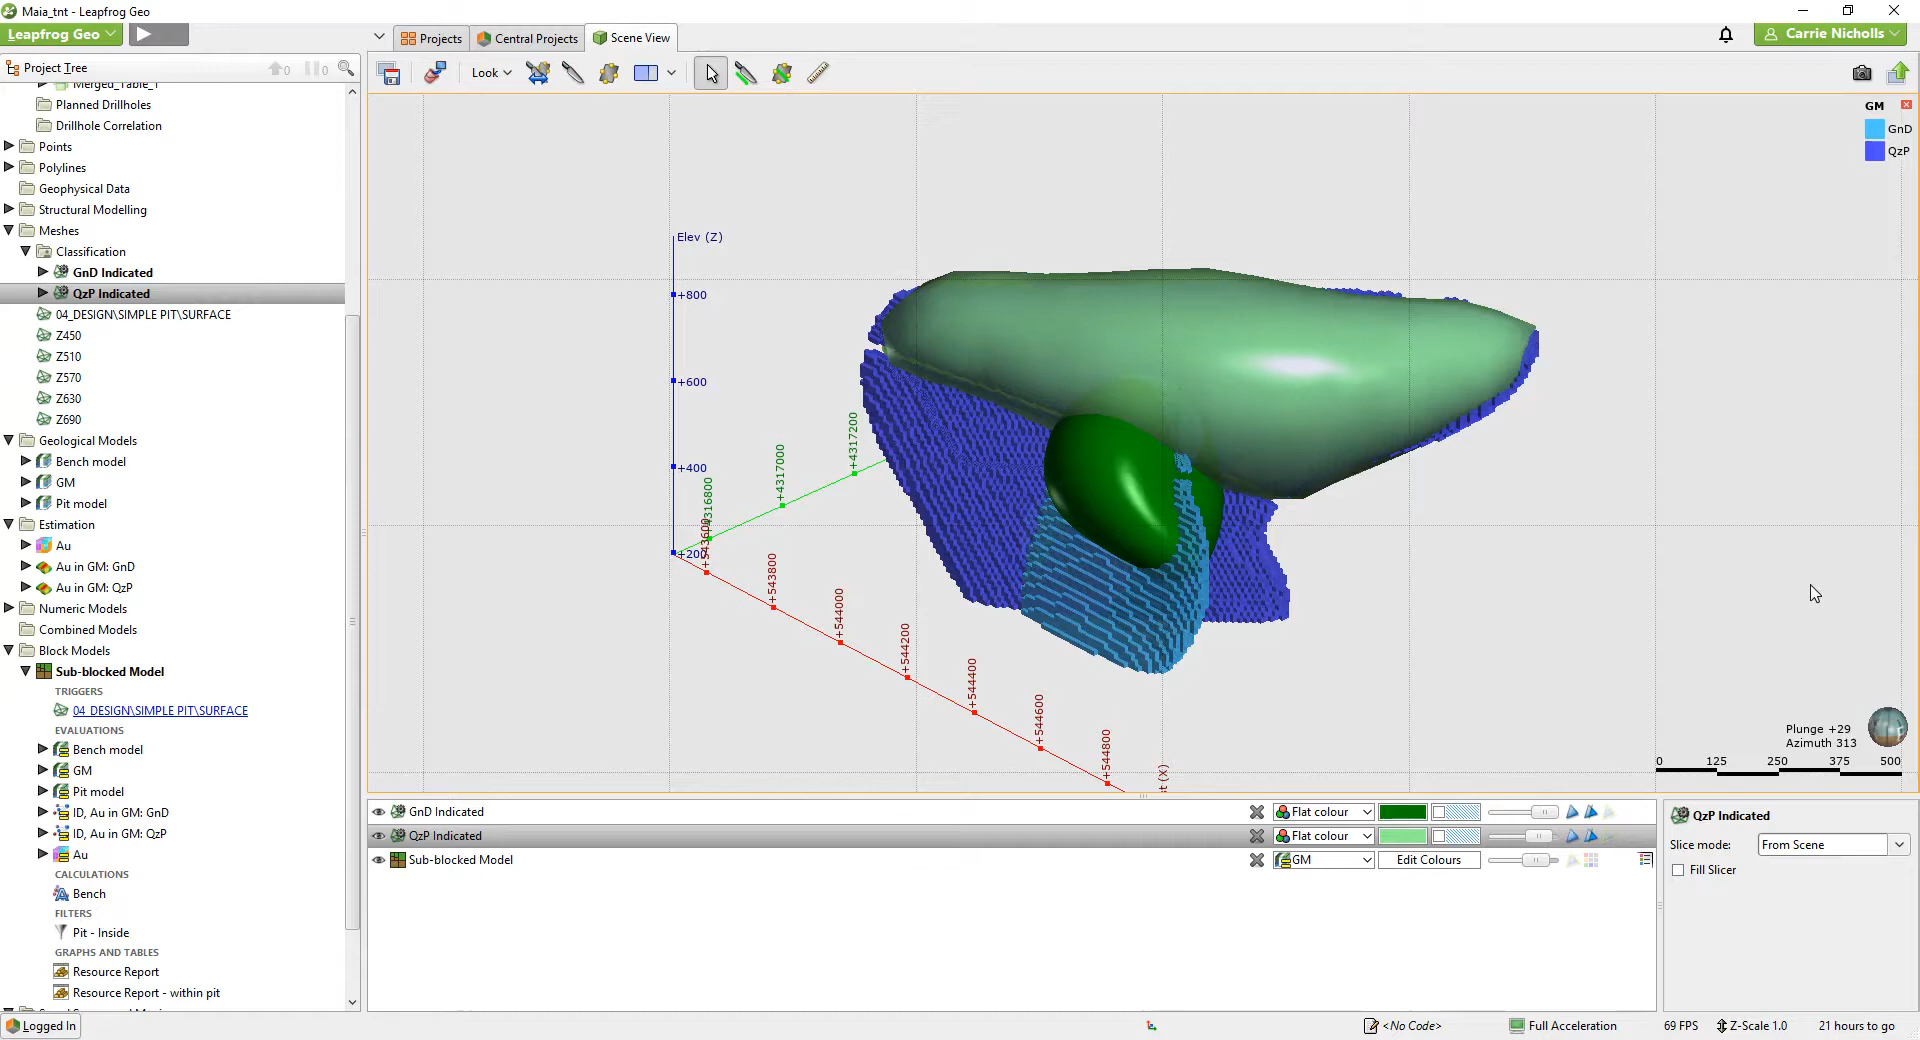 Maia_tnt - Leapfrog Geo
Leapfrog Geo
Projects
Central Projects
Scene View
Carrie Nicholls
Project Tree
0
0
Look
Merged_Table_1
Planned Drillholes
Drillhole Correlation
Points
Polylines
Geophysical Data
Structural Modelling
Meshes
Classification
GnD Indicated
QzP Indicated
04_DESIGN\SIMPLE PIT\SURFACE
Z450
Z510
Z570
Z630
Z690
Geological Models
Bench model
GM
Pit model
Estimation
Au
Au in GM: GnD
Au in GM: QzP
Numeric Models
Combined Models
Block Models
Sub-blocked Model
TRIGGERS
04_DESIGN\SIMPLE PIT\SURFACE
EVALUATIONS
Bench model
GM
Pit model
ID, Au in GM: GnD
ID, Au in GM: QzP
Au
CALCULATIONS
Bench
FILTERS
Pit - Inside
GRAPHS AND TABLES
Resource Report
Resource Report - within pit
Logged In
GM
GnD
QzP
Elev (Z)
+800
+600
+400
+200
+4316800
+4317000
+4317200
+543600
+543800
+544000
+544200
+544400
+544600
+544800
(X)
Plunge +29
Azimuth 313
0 125 250 375 500
GnD Indicated Flat colour
QzP Indicated Flat colour
Sub-blocked Model GM Edit Colours
QzP Indicated
Slice mode: From Scene
Fill Slicer
<No Code>
Full Acceleration
69 FPS
Z-Scale 1.0
21 hours to go